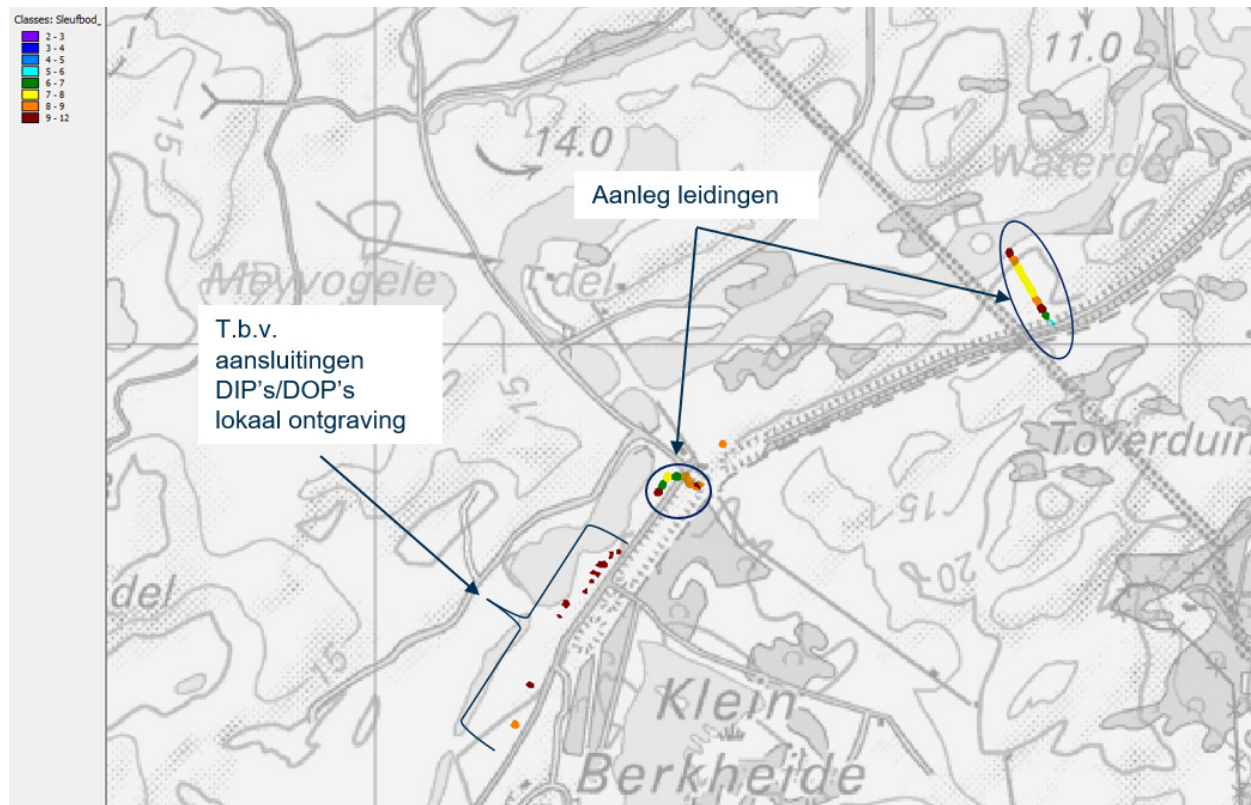 Classes: Sleufbod_
2 - 3
3 - 4
4 - 5
5 - 6
6 - 7
7 - 8
8 - 9
9 - 12
11.0
15
14.0
Aanleg leidingen
Meyvogele
T.b.v.
aansluitingen
DIP's/DOP's
lokaal ontgraving
15
Toverduin
15
20
del
15
Klein
Berkheide